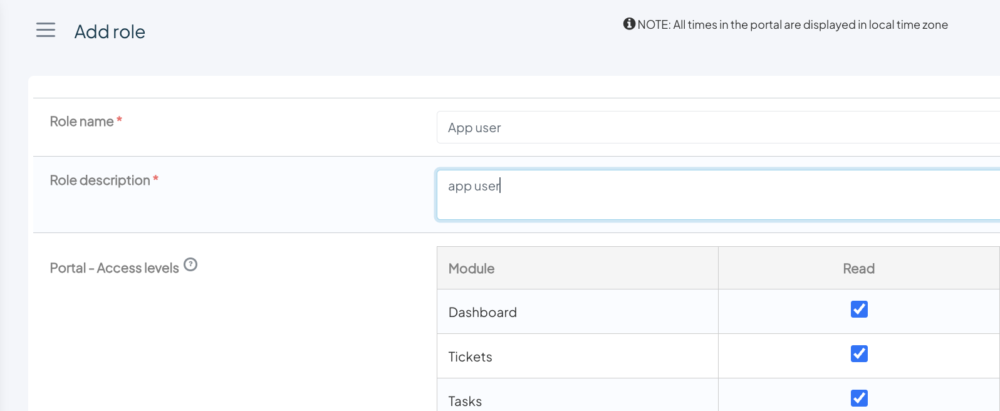 Add role
NOTE: All times in the portal are displayed in local time zone
Role name *
App user
Role description *
app user
Portal - Access levels ?
Module Read
Dashboard
Tickets
Tasks